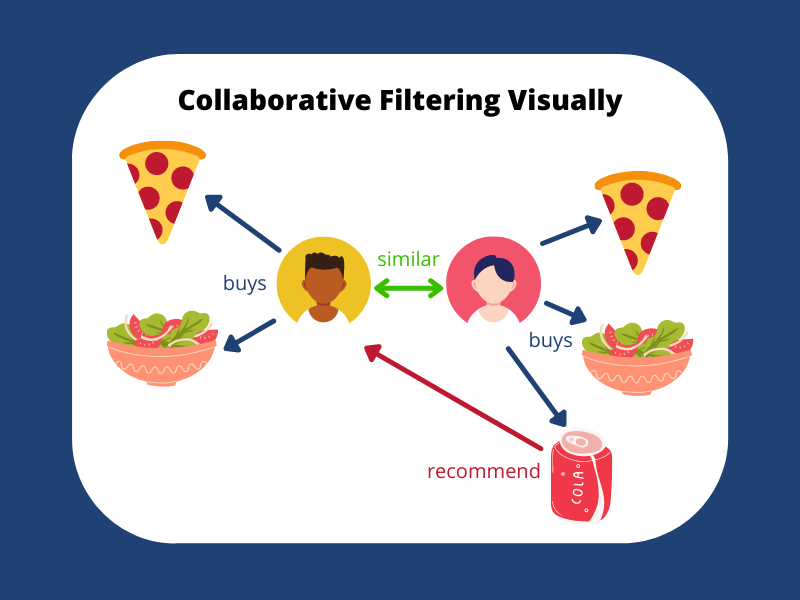 Collaborative Filtering Visually
similar
buys
buys
recommend
COLA